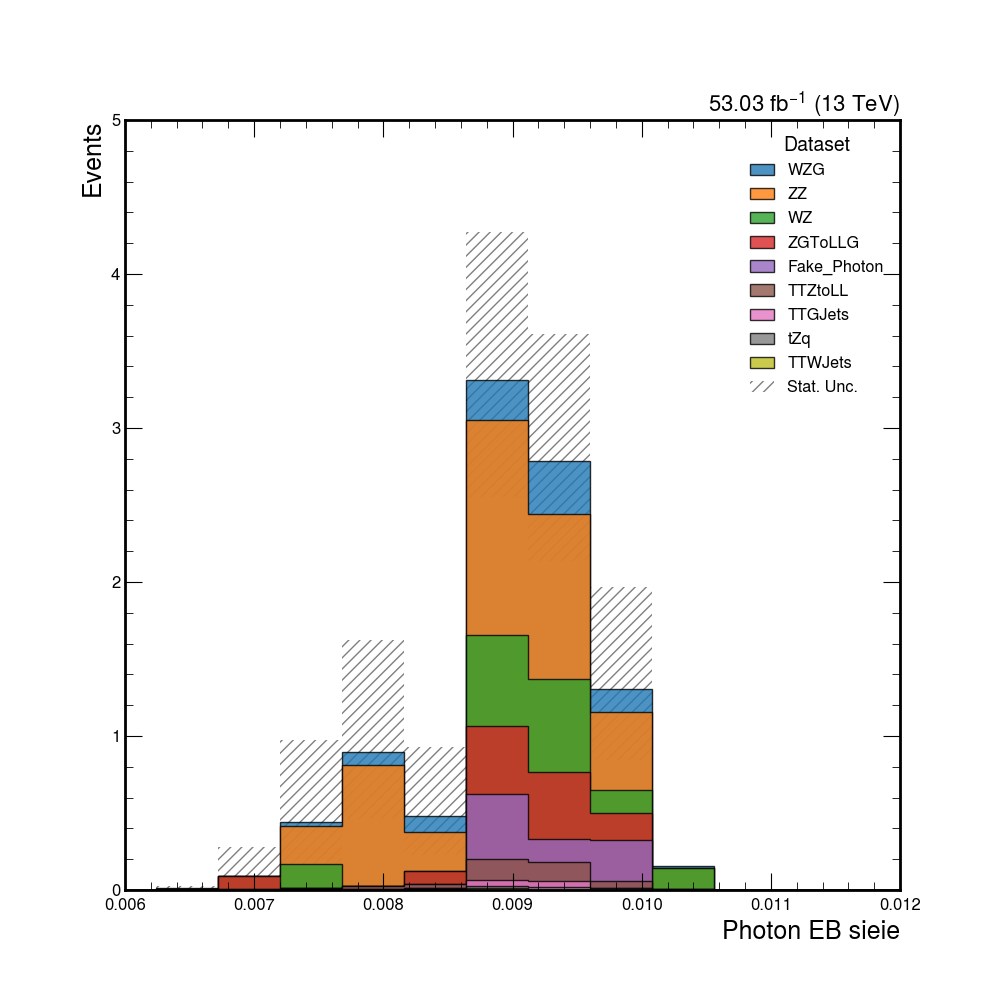 53.03 fb⁻¹ (13 TeV)
Events
5
4
3
2
1
0
Dataset
WZG
ZZ
WZ
ZGToLLG
Fake_Photon
TTZtoLL
TTGJets
tZq
TTWJets
Stat. Unc.
0.006 0.007 0.008 0.009 0.010 0.011 0.012
Photon EB sieie